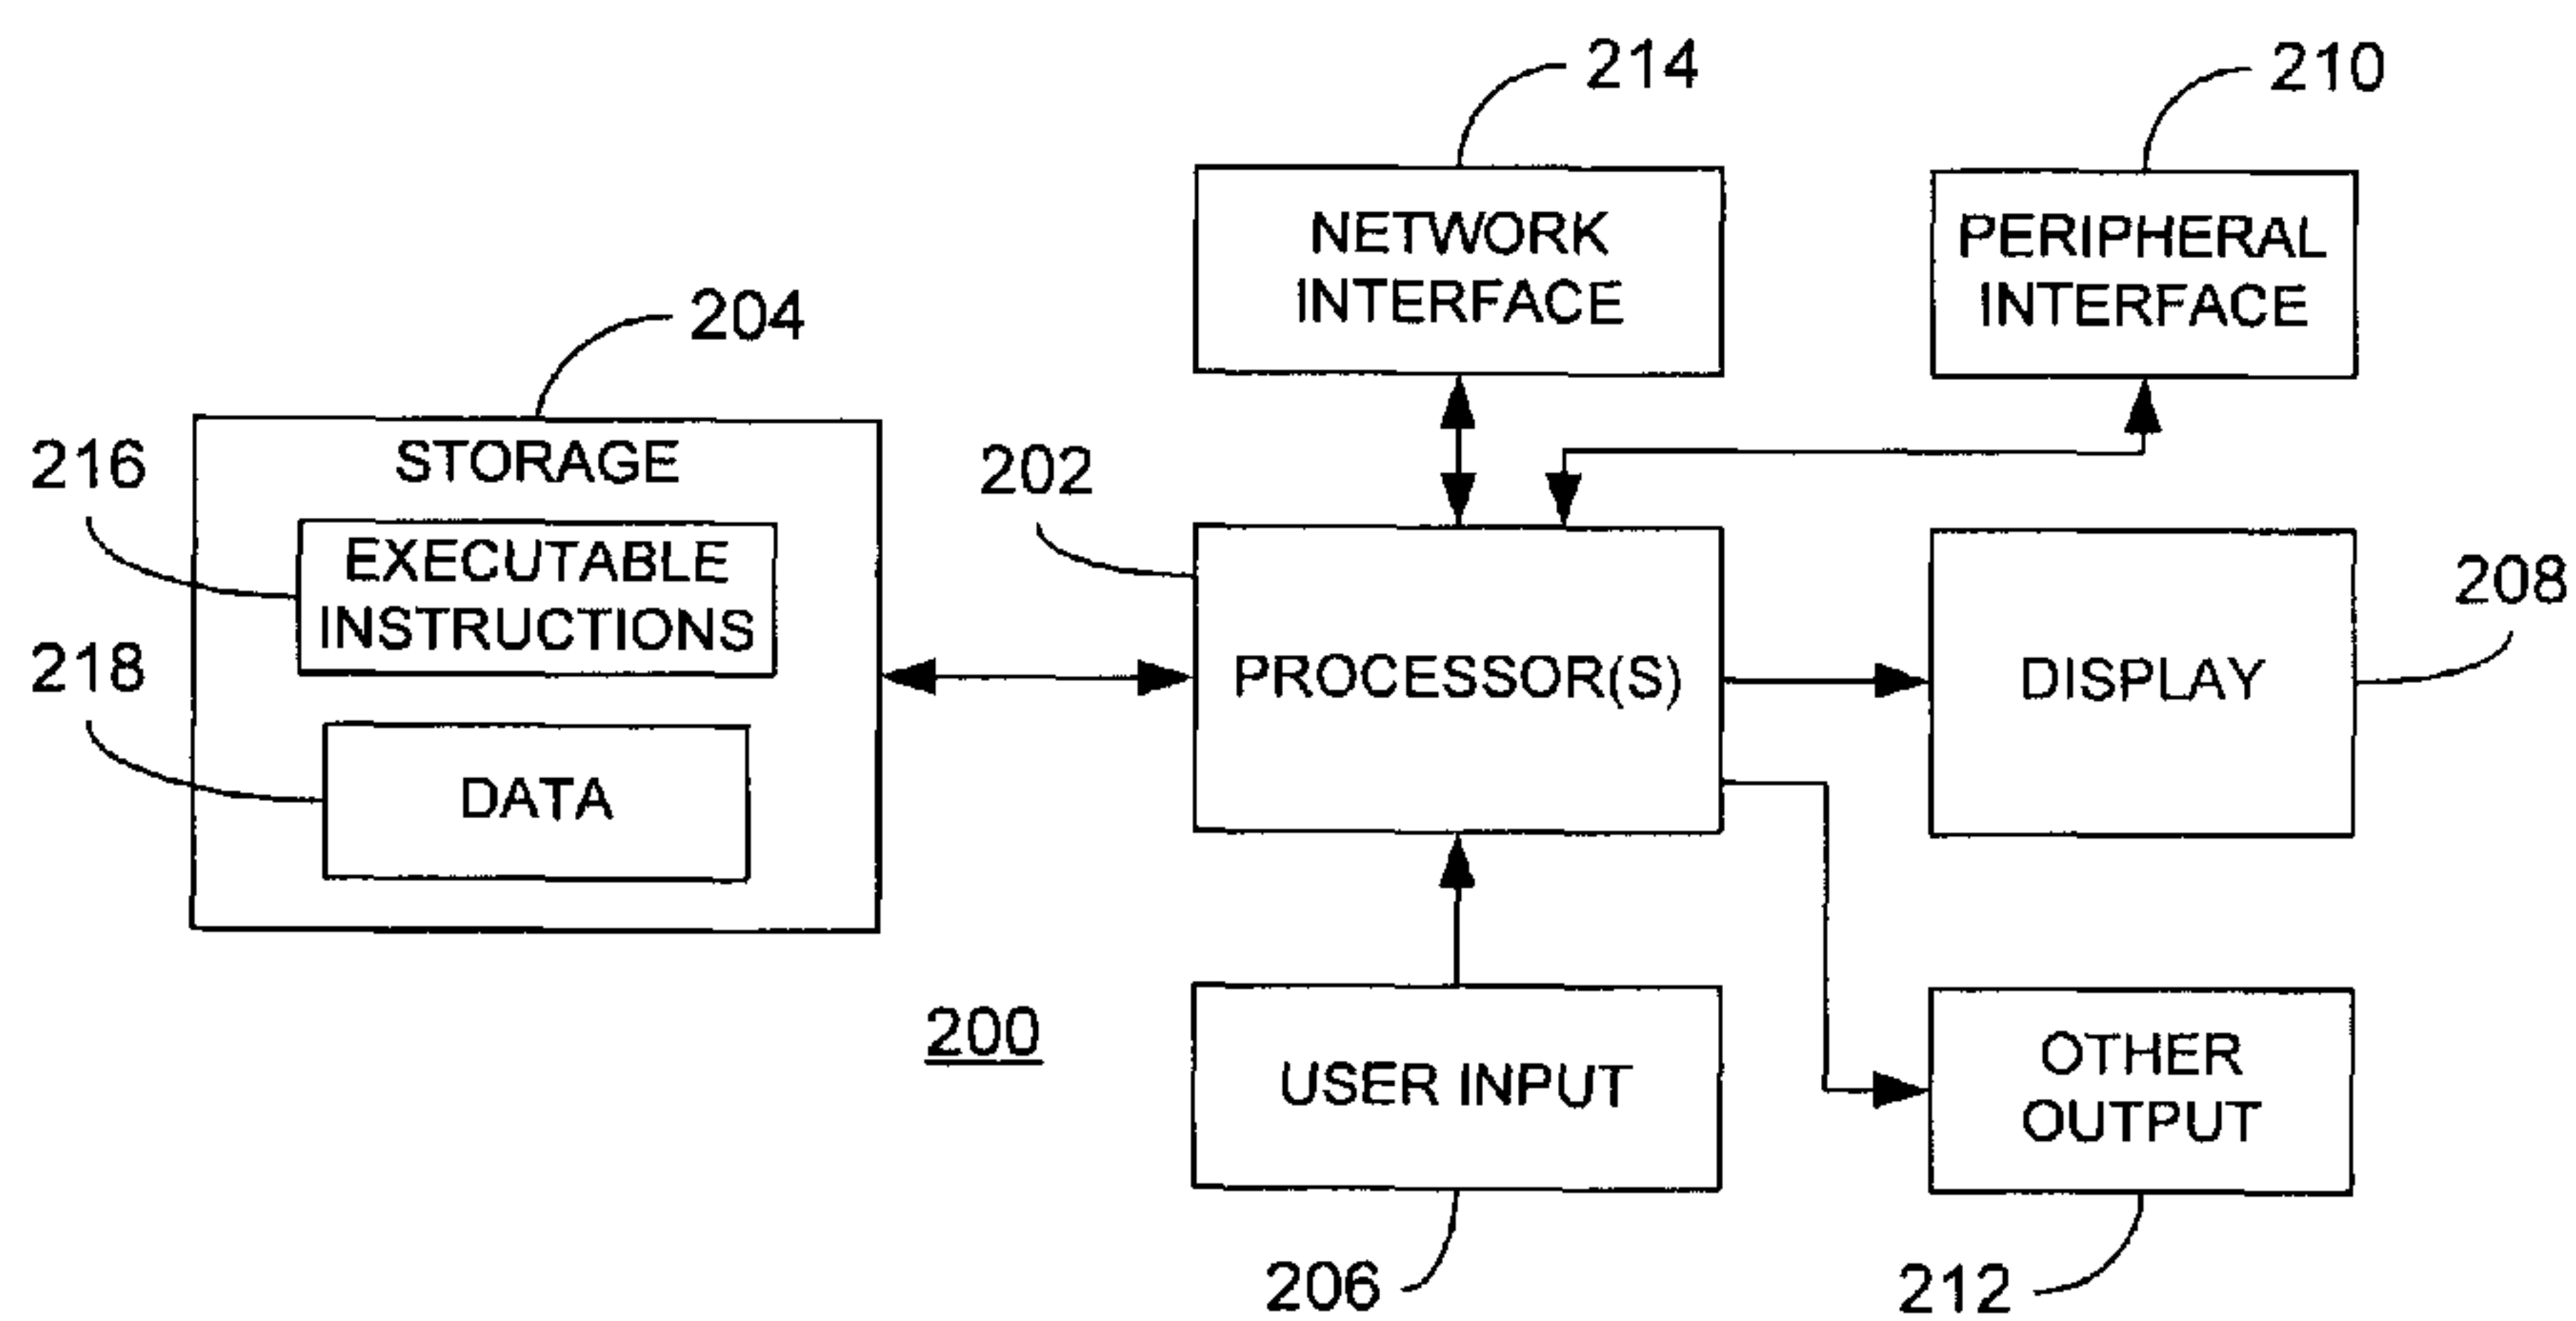 214
210
NETWORK
INTERFACE
PERIPHERAL
INTERFACE
204
STORAGE
216
EXECUTABLE
INSTRUCTIONS
218
DATA
202
PROCESSOR(S)
DISPLAY
208
200
USER INPUT
OTHER
OUTPUT
206
212